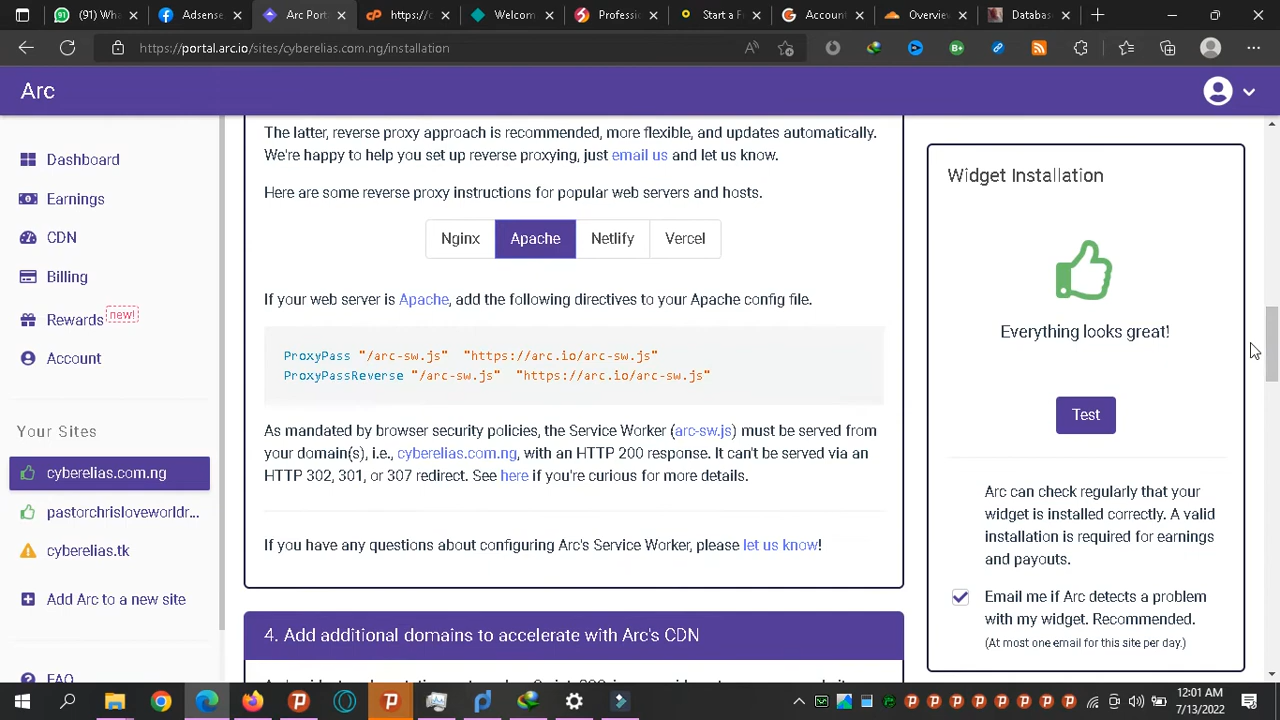 (91) Wha
Adsense
Arc Port
https://c
Welcom
Professio
Start a F
Account
Overview
Databas
https://portal.arc.io/sites/cyberelias.com.ng/installation
Arc
Dashboard
Earnings
CDN
Billing
Rewards new!
Account
Your Sites
cyberelias.com.ng
pastorchrisloveworldr...
cyberelias.tk
Add Arc to a new site
FAQ
The latter, reverse proxy approach is recommended, more flexible, and updates automatically.
We're happy to help you set up reverse proxying, just email us and let us know.
Here are some reverse proxy instructions for popular web servers and hosts.
Nginx Apache Netlify Vercel
If your web server is Apache, add the following directives to your Apache config file.
ProxyPass "/arc-sw.js" "https://arc.io/arc-sw.js"
ProxyPassReverse "/arc-sw.js" "https://arc.io/arc-sw.js"
As mandated by browser security policies, the Service Worker (arc-sw.js) must be served from
your domain(s), i.e., cyberelias.com.ng, with an HTTP 200 response. It can't be served via an
HTTP 302, 301, or 307 redirect. See here if you're curious for more details.
If you have any questions about configuring Arc's Service Worker, please let us know!
4. Add additional domains to accelerate with Arc's CDN
Widget Installation
Everything looks great!
Test
Arc can check regularly that your
widget is installed correctly. A valid
installation is required for earnings
and payouts.
Email me if Arc detects a problem
with my widget. Recommended.
(At most one email for this site per day.)
12:01 AM
7/13/2022